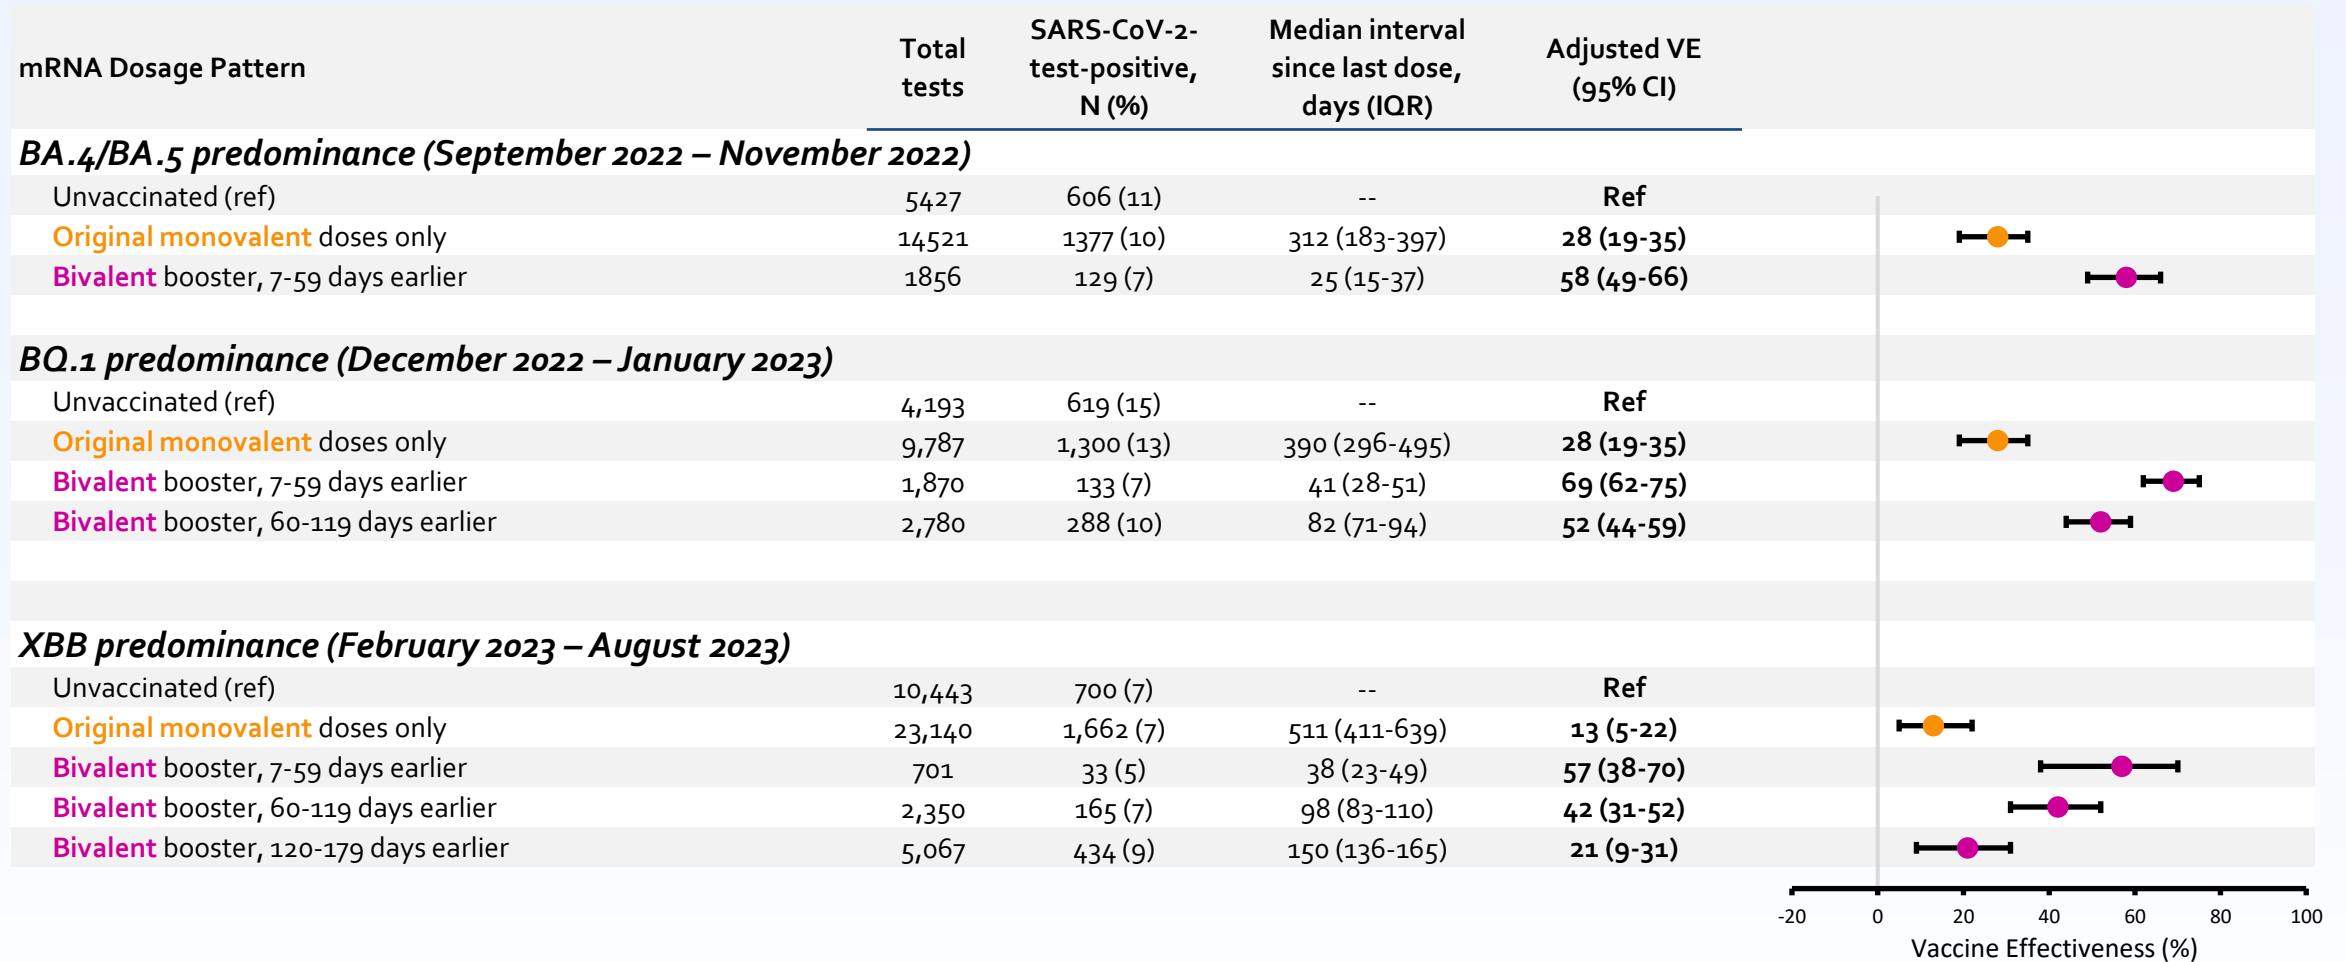 mRNA Dosage Pattern
Total tests
SARS-CoV-2-test-positive, N (%)
Median interval since last dose, days (IQR)
Adjusted VE (95% CI)
BA.4/BA.5 predominance (September 2022 – November 2022)
Unvaccinated (ref) 5427 606 (11) -- Ref
Original monovalent doses only 14521 1377 (10) 312 (183-397) 28 (19-35)
Bivalent booster, 7-59 days earlier 1856 129 (7) 25 (15-37) 58 (49-66)
BQ.1 predominance (December 2022 – January 2023)
Unvaccinated (ref) 4,193 619 (15) -- Ref
Original monovalent doses only 9,787 1,300 (13) 390 (296-495) 28 (19-35)
Bivalent booster, 7-59 days earlier 1,870 133 (7) 41 (28-51) 69 (62-75)
Bivalent booster, 60-119 days earlier 2,780 288 (10) 82 (71-94) 52 (44-59)
XBB predominance (February 2023 – August 2023)
Unvaccinated (ref) 10,443 700 (7) -- Ref
Original monovalent doses only 23,140 1,662 (7) 511 (411-639) 13 (5-22)
Bivalent booster, 7-59 days earlier 701 33 (5) 38 (23-49) 57 (38-70)
Bivalent booster, 60-119 days earlier 2,350 165 (7) 98 (83-110) 42 (31-52)
Bivalent booster, 120-179 days earlier 5,067 434 (9) 150 (136-165) 21 (9-31)
-20 0 20 40 60 80 100
Vaccine Effectiveness (%)